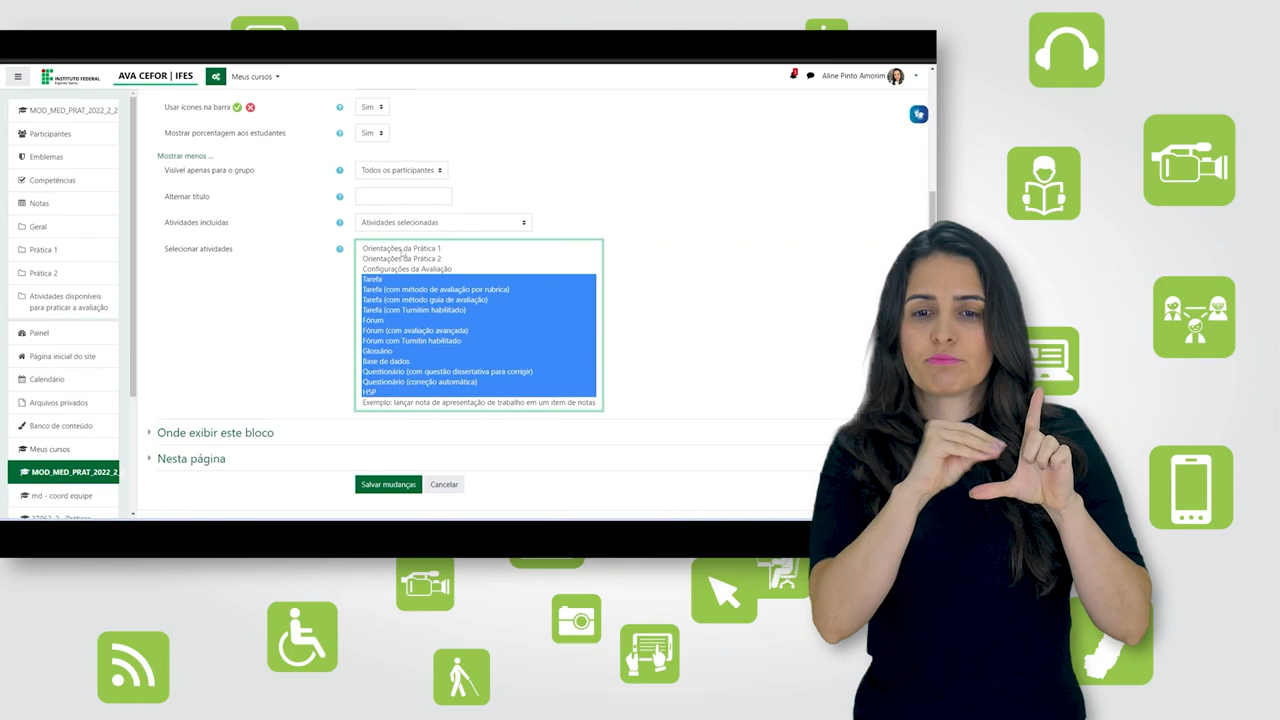 INSTITUTO FEDERAL
Espírito Santo
AVA CEFOR | IFES
Meus cursos
Aline Pinto Amorim
MOD_MED_PRAT_2022_2_2
Participantes
Emblemas
Competências
Notas
Geral
Prática 1
Prática 2
Atividades disponíveis
para praticar a avaliação
Painel
Página inicial do site
Calendário
Arquivos privados
Banco de conteúdo
Meus cursos
MOD_MED_PRAT_2022_2_
md - coord equipe
Usar ícones na barra
Sim
Mostrar porcentagem aos estudantes
Sim
Mostrar menos ...
Visível apenas para o grupo
Todos os participantes
Alternar título
Atividades incluídas
Atividades selecionadas
Selecionar atividades
Orientações da Prática 1
Orientações da Prática 2
Configurações da Avaliação
Tarefa
Tarefa (com método de avaliação por rubrica)
Tarefa (com método guia de avaliação)
Tarefa (com Turnitim habilitado)
Fórum
Fórum (com avaliação avançada)
Fórum com Turnitin habilitado
Glossário
Base de dados
Questionário (com questão dissertativa para corrigir)
Questionário (correção automática)
H5P
Exemplo: lançar nota de apresentação de trabalho em um item de notas
Onde exibir este bloco
Nesta página
Salvar mudanças
Cancelar